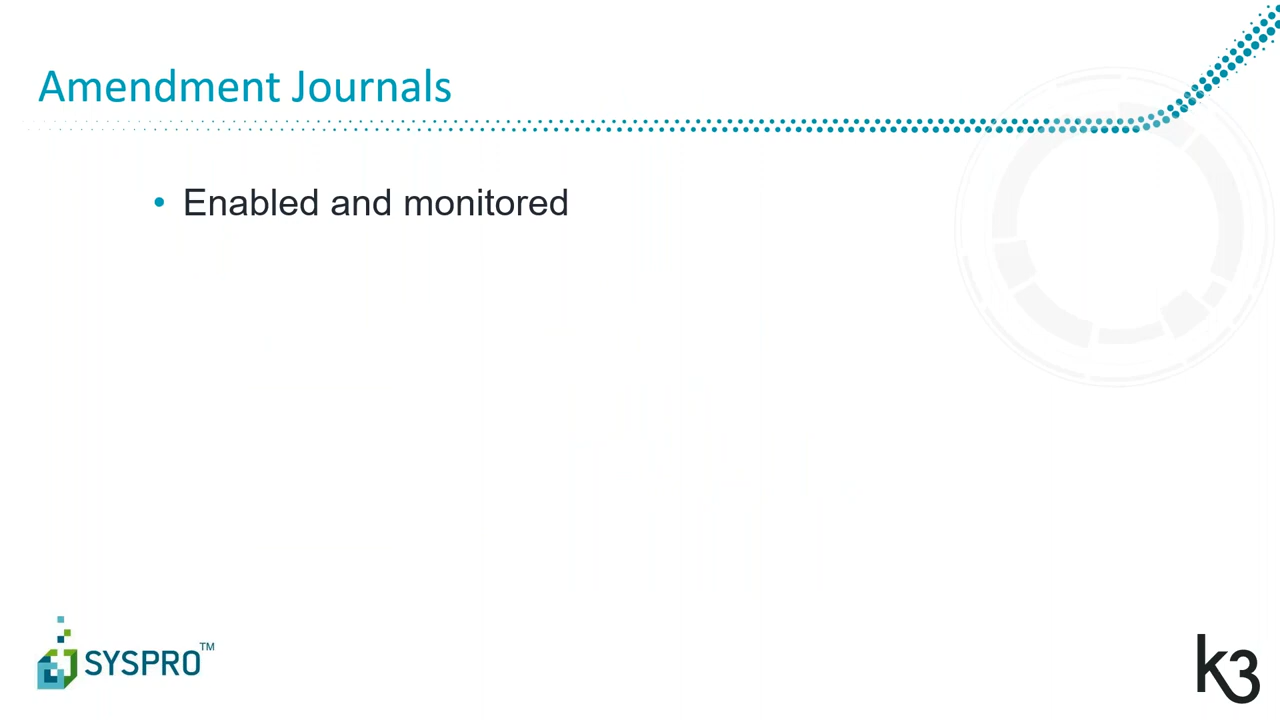 Amendment Journals
• Enabled and monitored
SYSPRO™
k3